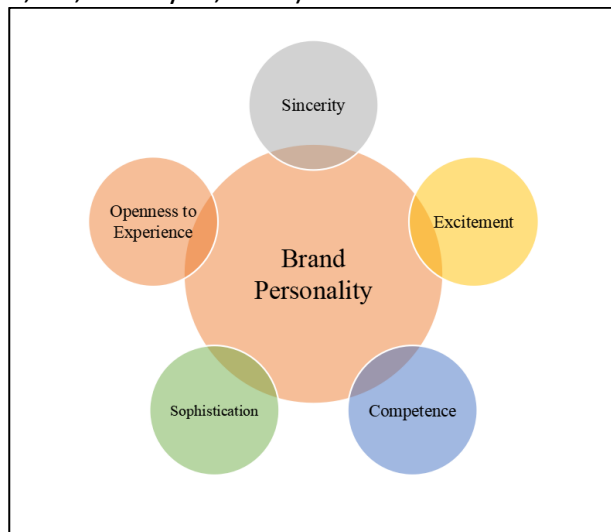 Sincerity
Openness to
Experience
Excitement
Brand
Personality
Sophistication
Competence